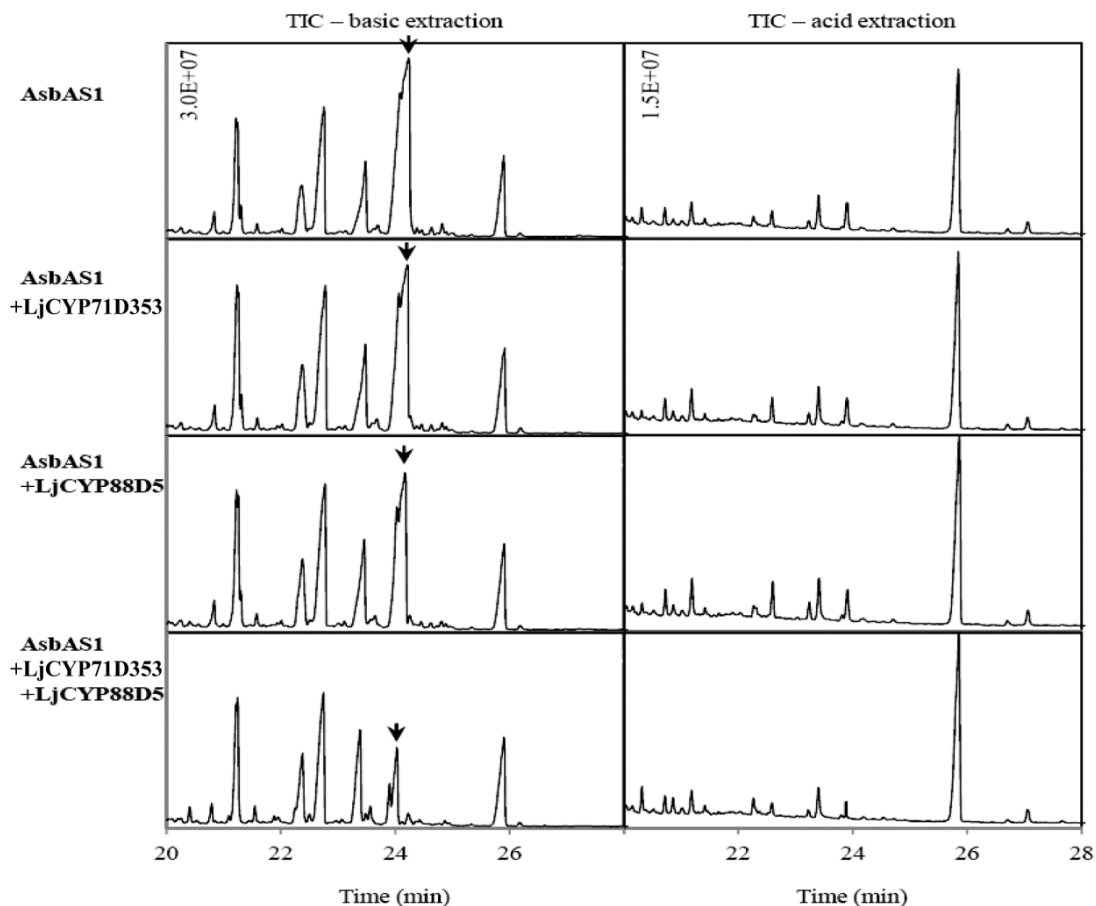 TIC – basic extraction
TIC – acid extraction
AsbAS1
3.0E+07
1.5E+07
AsbAS1
+LjCYP71D353
AsbAS1
+LjCYP88D5
AsbAS1
+LjCYP71D353
+LjCYP88D5
20 22 24 26
22 24 26 28
Time (min)
Time (min)